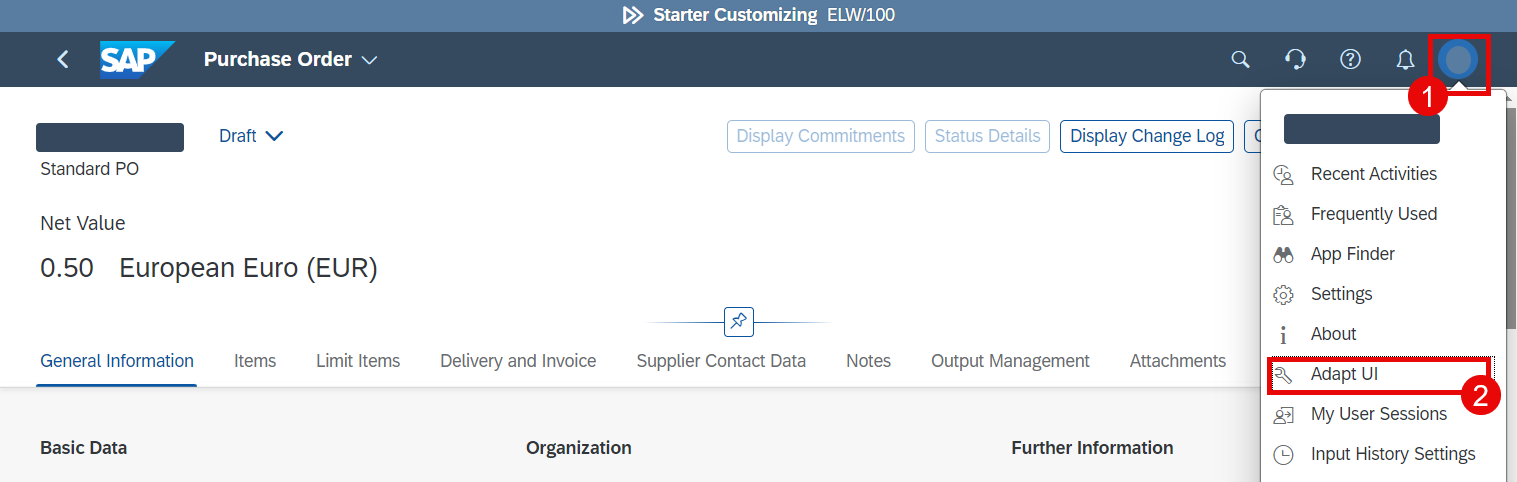 Starter Customizing ELW/100
SAP Purchase Order
1
Draft
Display Commitments Status Details Display Change Log
Standard PO
Net Value
0.50 European Euro (EUR)
General Information Items Limit Items Delivery and Invoice Supplier Contact Data Notes Output Management Attachments
Basic Data Organization Further Information
Recent Activities
Frequently Used
App Finder
Settings
About
Adapt UI
2
My User Sessions
Input History Settings